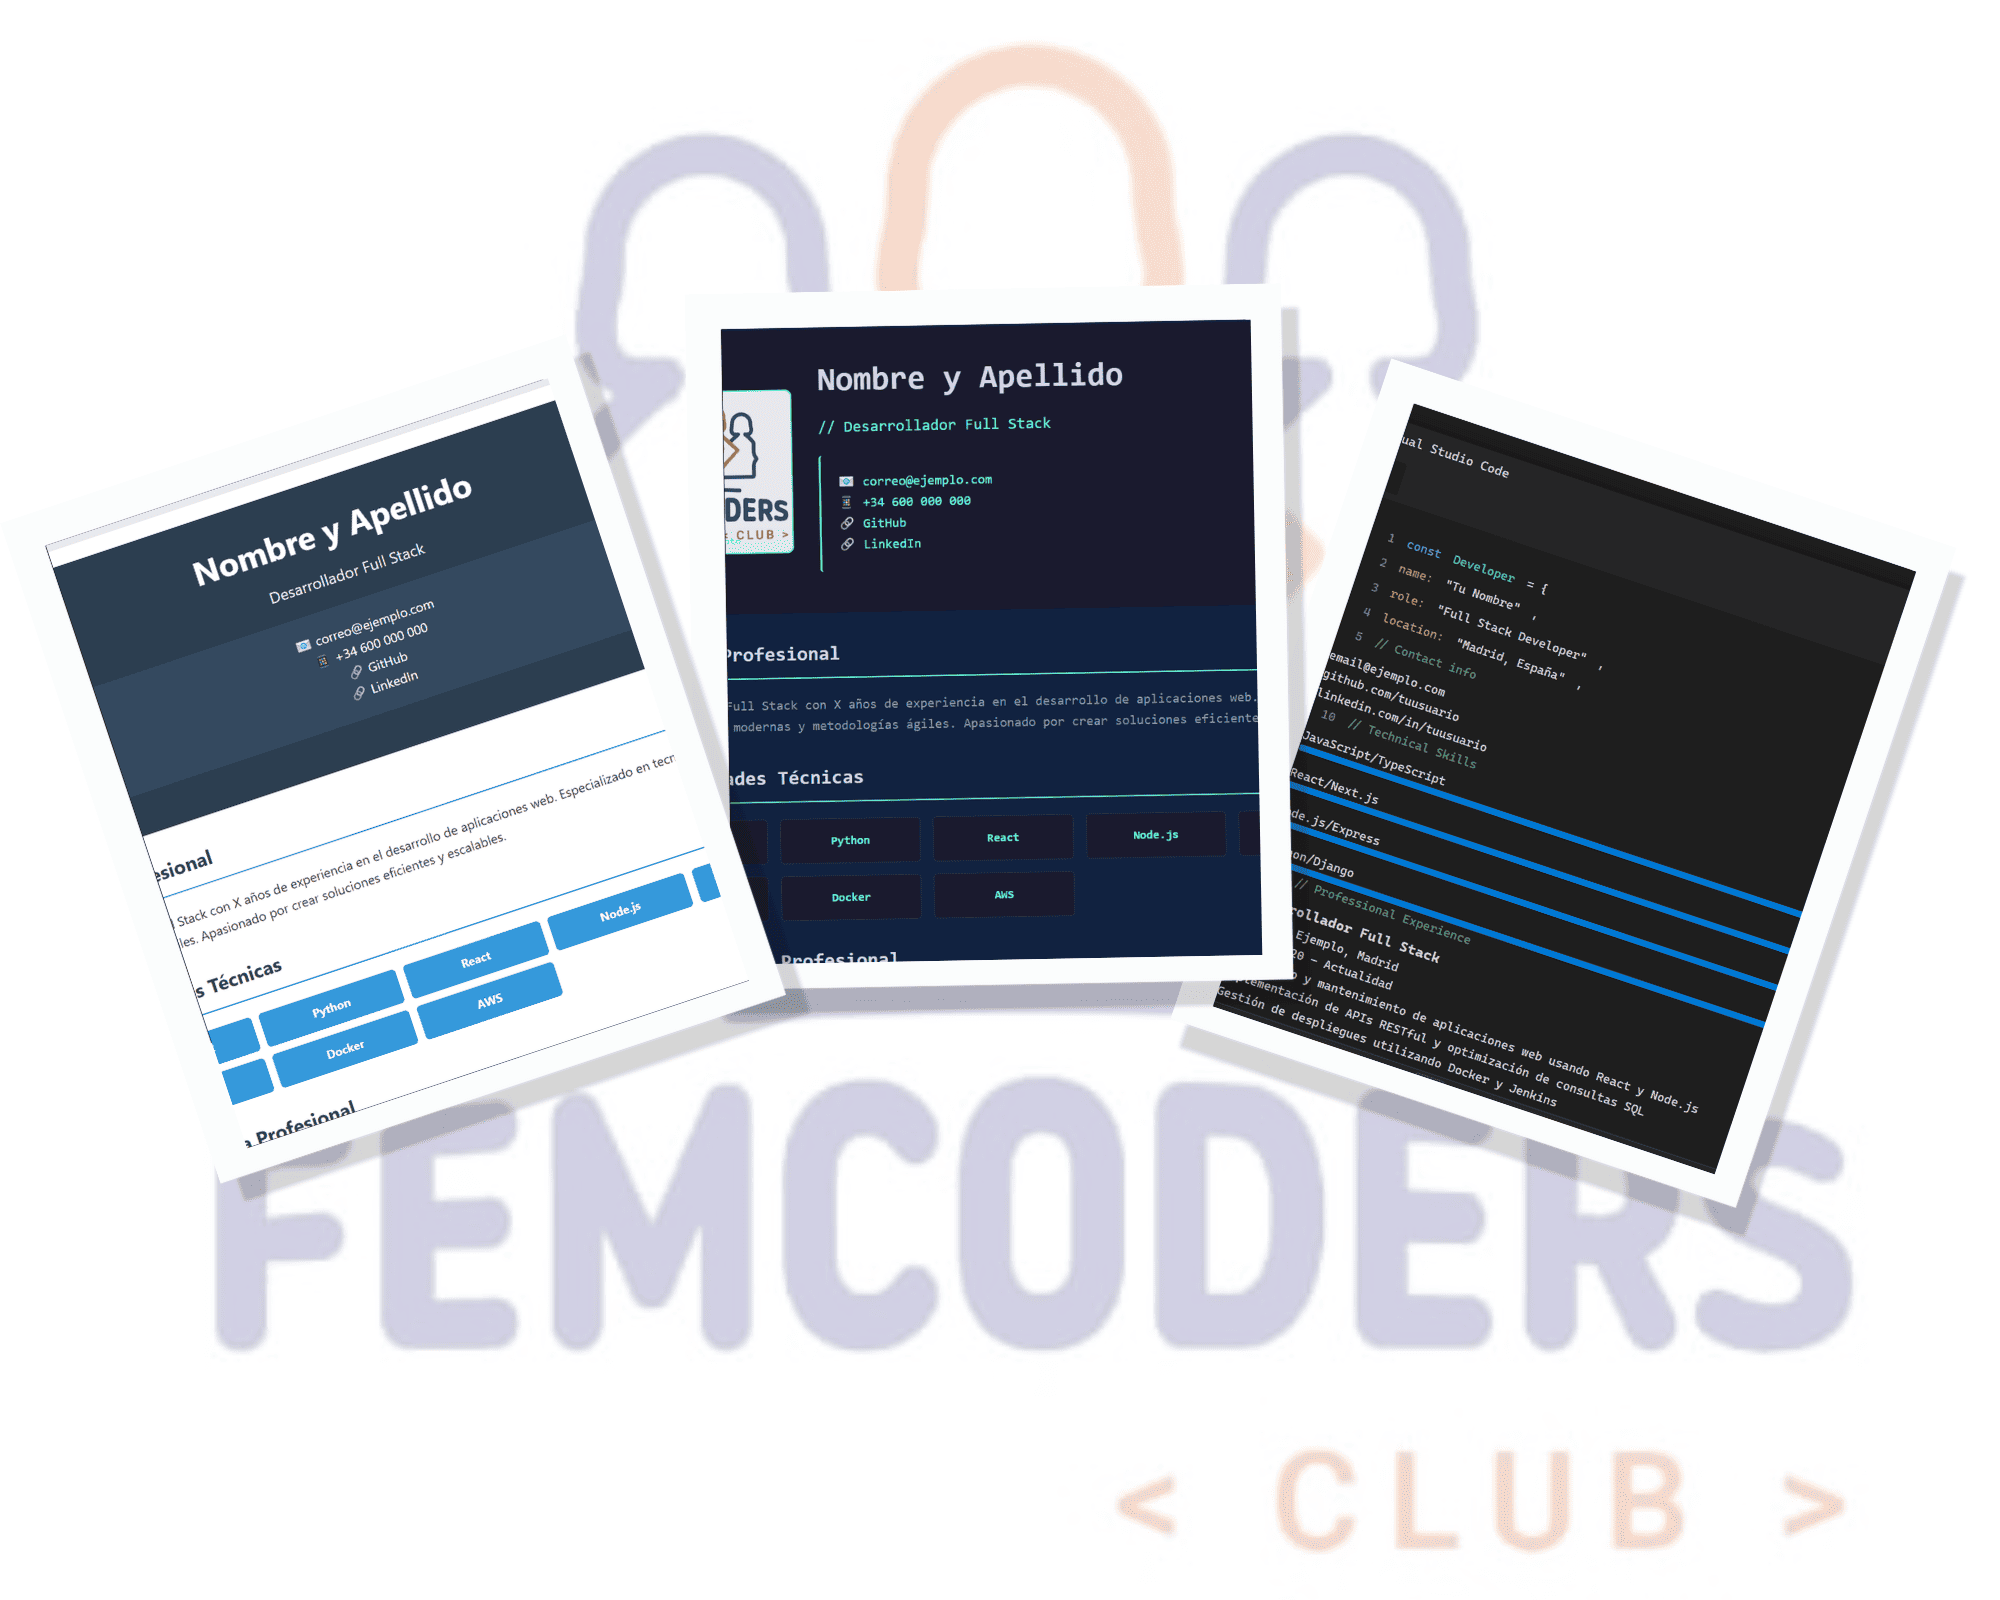 Nombre y Apellido
Desarrollador Full Stack
correo@ejemplo.com
+34 600 000 000
GitHub
LinkedIn
esional
l Stack con X años de experiencia en el desarrollo de aplicaciones web. Especializado en tecn
les. Apasionado por crear soluciones eficientes y escalables.
s Técnicas
Python
React
Node.js
Docker
AWS
a Profesional
Nombre y Apellido
// Desarrollador Full Stack
correo@ejemplo.com
+34 600 000 000
GitHub
LinkedIn
DERS
CLUB >
Profesional
Full Stack con X años de experiencia en el desarrollo de aplicaciones web.
modernas y metodologías ágiles. Apasionado por crear soluciones eficiente
ades Técnicas
Python
React
Node.js
Docker
AWS
Profesional
ual Studio Code
1 const Developer = {
2 name: "Tu Nombre" ,
3 role: "Full Stack Developer" ,
4 location: "Madrid, España" ,
5 // Contact info
email@ejemplo.com
github.com/tuusuario
linkedin.com/in/tuusuario
10 // Technical Skills
JavaScript/TypeScript
React/Next.js
de.js/Express
on/Django
// Professional Experience
rollador Full Stack
Ejemplo, Madrid
20 – Actualidad
o y mantenimiento de aplicaciones web usando React y Node.js
plementación de APIs RESTful y optimización de consultas SQL
Gestión de despliegues utilizando Docker y Jenkins
FEMCODERS
< CLUB >